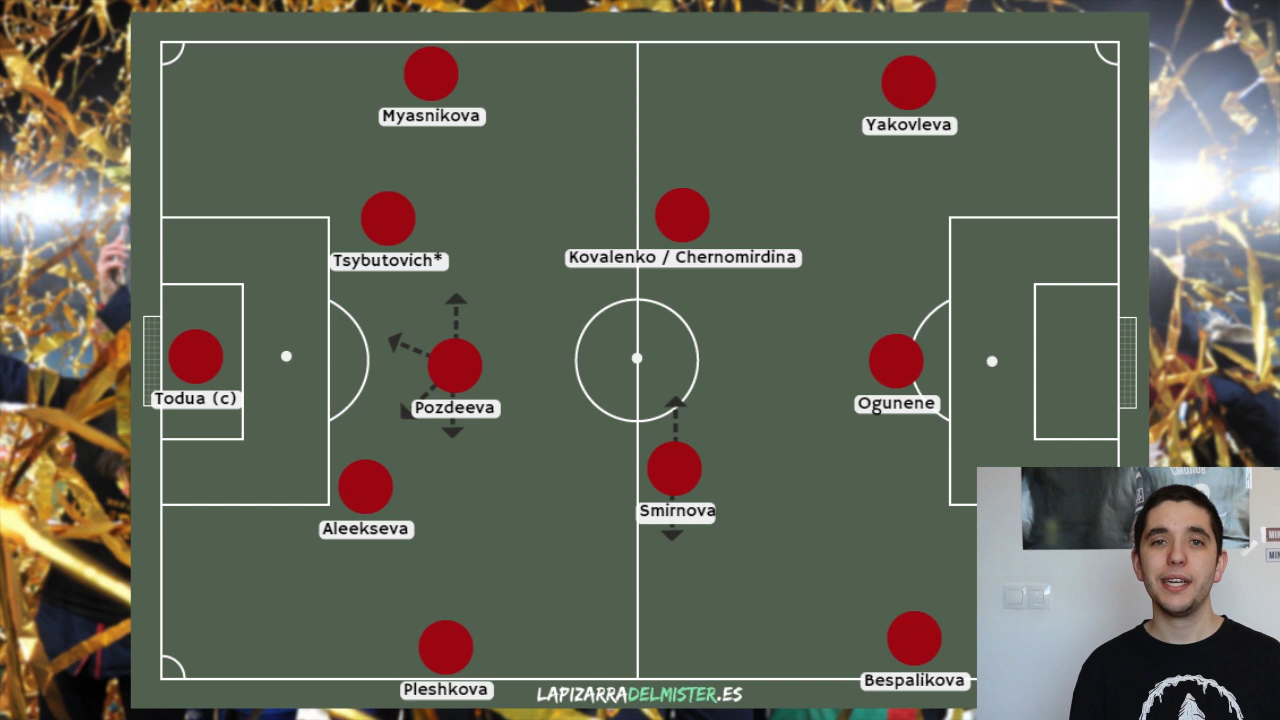 Myasnikova
Yakovleva
Tsybutovich*
Kovalenko / Chernomirdina
Todua (c)
Pozdeeva
Ogunene
Aleekseva
Smirnova
Pleshkova
Bespalikova
LAPIZARRADELMISTER.ES